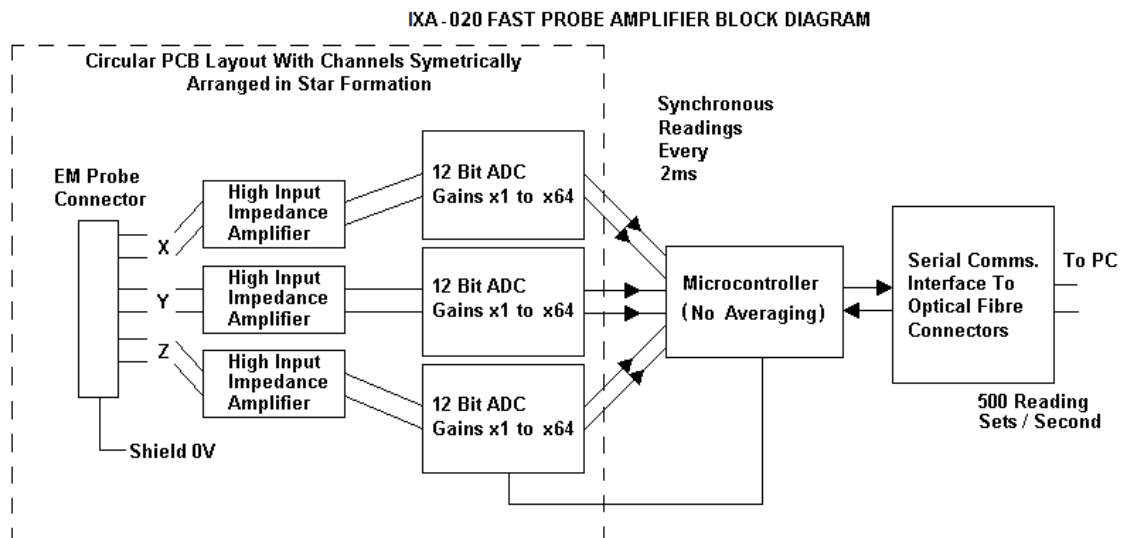 IXA-020 FAST PROBE AMPLIFIER BLOCK DIAGRAM
Circular PCB Layout With Channels Symetrically
Arranged in Star Formation
EM Probe
Connector
X
Y
Z
Shield 0V
High Input
Impedance
Amplifier
High Input
Impedance
Amplifier
High Input
Impedance
Amplifier
12 Bit ADC
Gains x1 to x64
12 Bit ADC
Gains x1 to x64
12 Bit ADC
Gains x1 to x64
Synchronous
Readings
Every
2ms
Microcontroller
(No Averaging)
Serial Comms.
Interface To
Optical Fibre
Connectors
To PC
500 Reading
Sets / Second